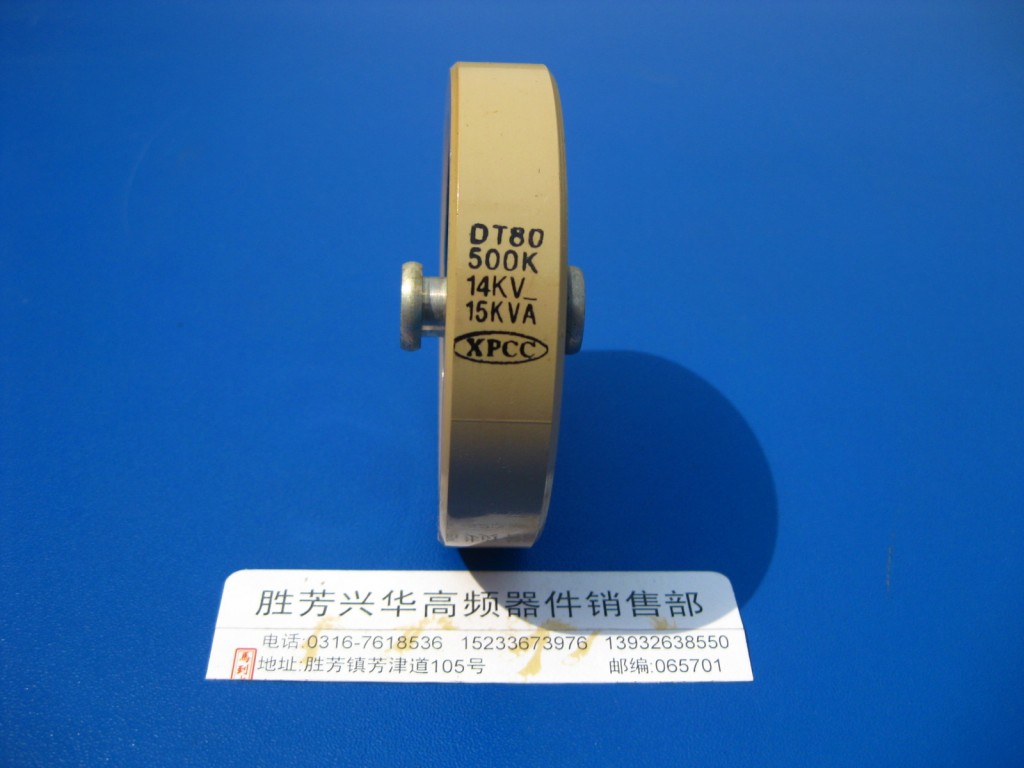 DT80
500K
14KV_
15KVA
XPCC
胜芳兴华高频器件销售部
电话:0316-7618536 15233673976 13932638550
地址:胜芳镇芳津道105号 邮编:065701